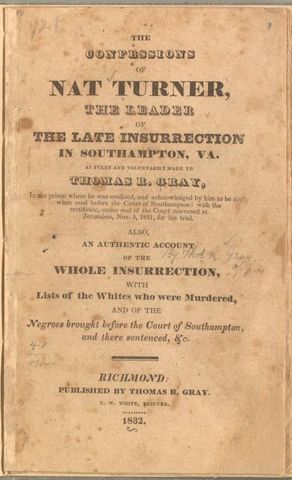 THE
CONFESSIONS
OF
NAT TURNER,
THE LEADER
OF
THE LATE INSURRECTION
IN SOUTHAMPTON, VA.
AS FULLY AND VOLUNTARILY MADE TO
THOMAS R. GRAY,
In the prison where he was confined, and acknowledged by him to be such
when read before the Court of Southampton: with the
certificate, under seal of the Court convened at
Jerusalem, Nov. 5, 1831, for his trial.
ALSO,
AN AUTHENTIC ACCOUNT
OF THE
WHOLE INSURRECTION,
WITH
Lists of the Whites who were Murdered,
AND OF THE
Negroes brought before the Court of Southampton,
and there sentenced, &c.
RICHMOND:
PUBLISHED BY THOMAS R. GRAY.
T. W. WHITE, PRINTER.
1832.
By Thos. R. Gray